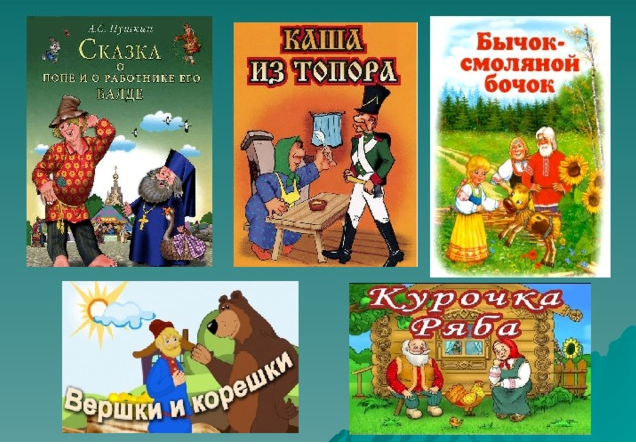 А.С. Пушкин
СКАЗКА
О
ПОПЕ И О РАБОТНИКЕ ЕГО
БАЛДЕ
КАША
ИЗ ТОПОРА
Бычок-
смоляной
бочок
Вершки и корешки
Курочка
Ряба